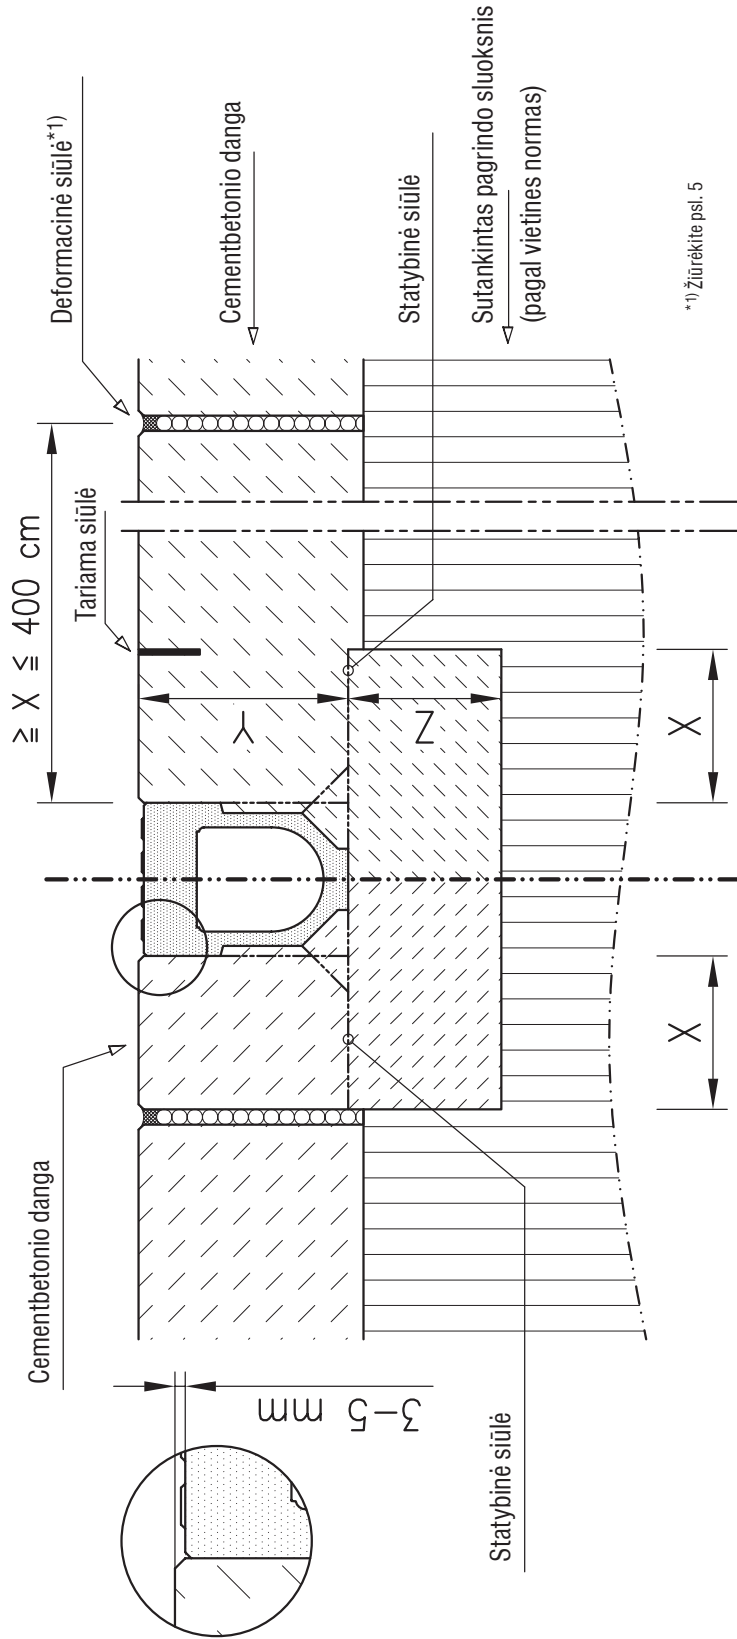 Cementbetonio danga
≥ X ≤ 400 cm
Tariama siūlė
Deformacinė siūlė*1)
Cementbetonio danga
3–5 mm
Y
Z
Statybinė siūlė
Statybinė siūlė
Sutankintas pagrindo sluoksnis
(pagal vietines normas)
X
X
*1) Žiūrėkite psl. 5